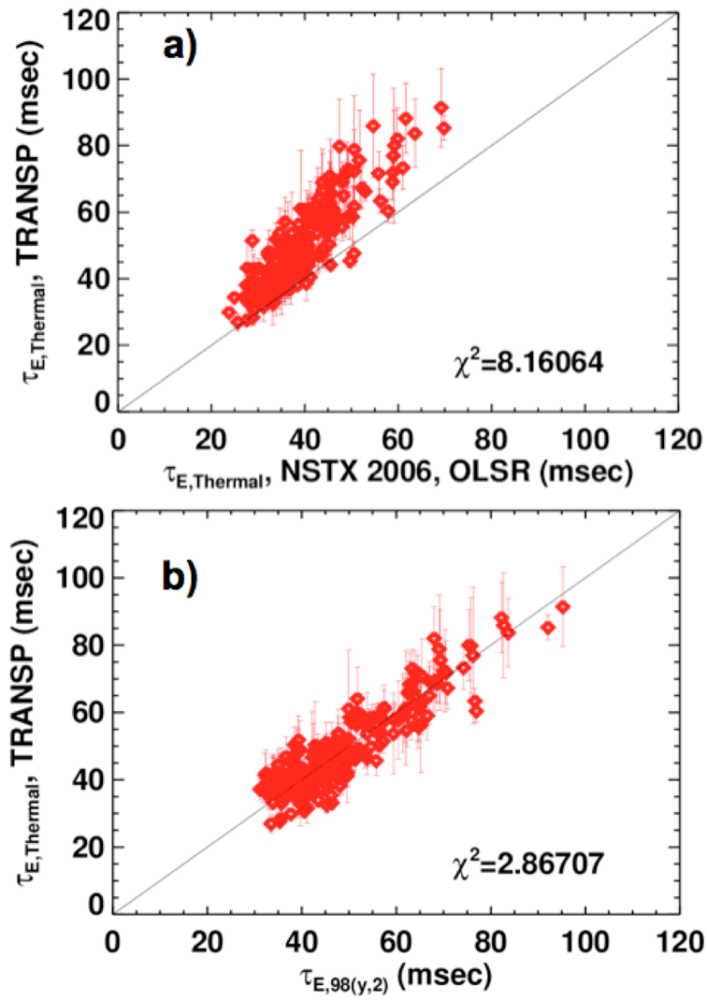 a)
120
100
80
60
40
20
0
τE,Thermal, TRANSP (msec)
χ²=8.16064
0 20 40 60 80 100 120
τE,Thermal, NSTX 2006, OLSR (msec)
b)
120
100
80
60
40
20
0
τE,Thermal, TRANSP (msec)
χ²=2.86707
0 20 40 60 80 100 120
τE,98(y,2) (msec)